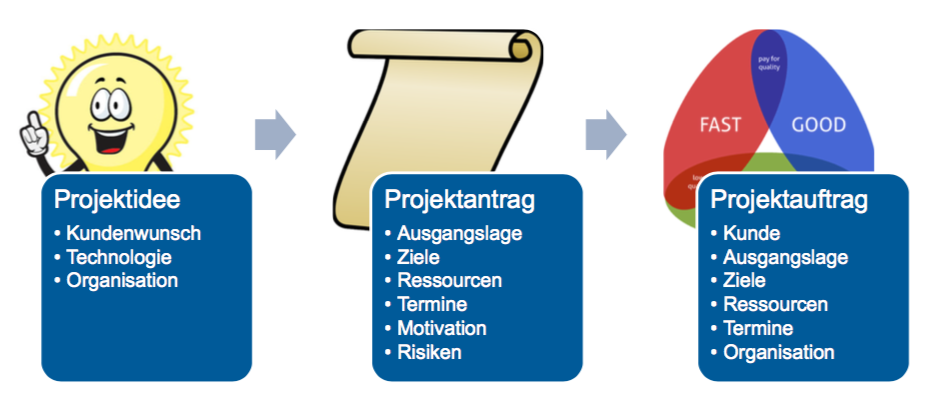 pay for
quality
FAST
GOOD
Projektidee
• Kundenwunsch
• Technologie
• Organisation
Projektantrag
• Ausgangslage
• Ziele
• Ressourcen
• Termine
• Motivation
• Risiken
Projektauftrag
• Kunde
• Ausgangslage
• Ziele
• Ressourcen
• Termine
• Organisation